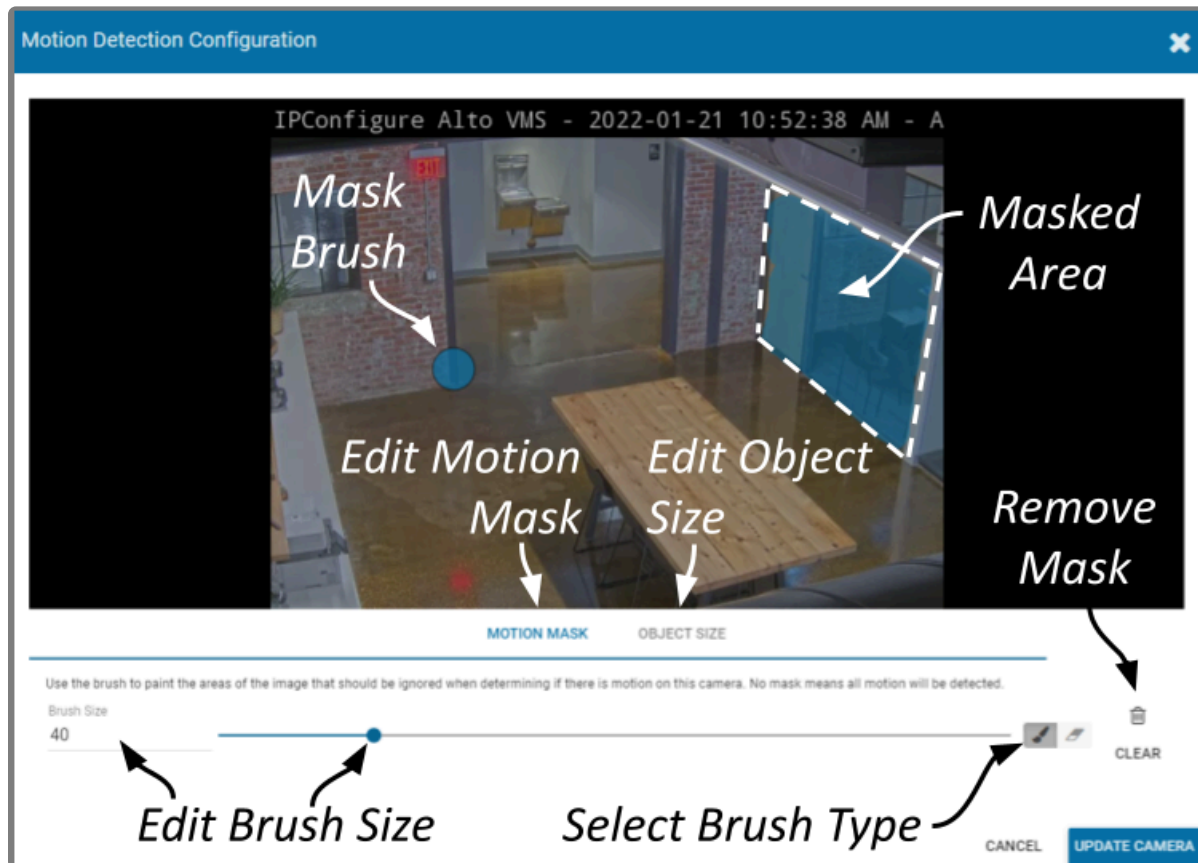 Motion Detection Configuration
IPConfigure Alto VMS - 2022-01-21 10:52:38 AM - A
EXIT
Mask
Brush
Masked
Area
Edit Motion
Mask
Edit Object
Size
Remove
Mask
MOTION MASK
OBJECT SIZE
Use the brush to paint the areas of the image that should be ignored when determining if there is motion on this camera. No mask means all motion will be detected.
Brush Size
40
CLEAR
Edit Brush Size
Select Brush Type
CANCEL
UPDATE CAMERA